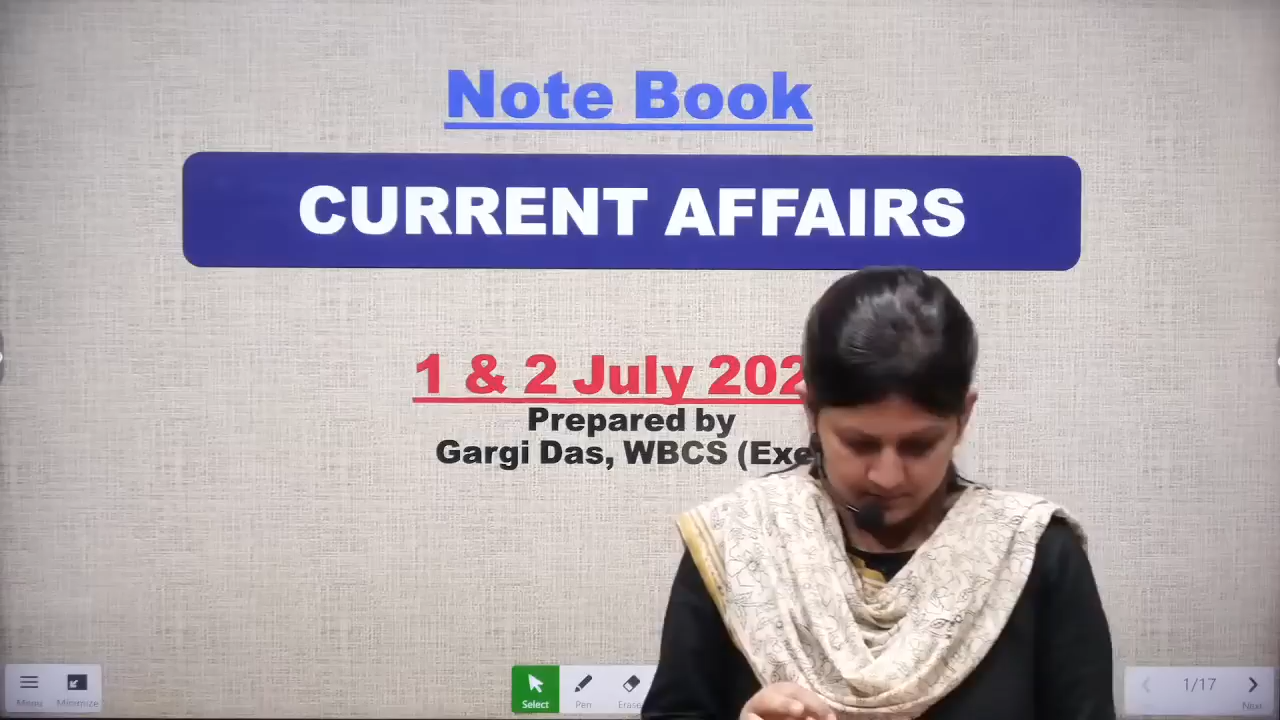 Note Book
CURRENT AFFAIRS
1 & 2 July 202
Prepared by
Gargi Das, WBCS (Exe
Menu
Minimize
Select
Pen
Erase
1/17
Next